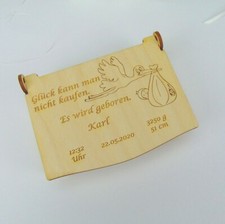 Glück kann man
nicht kaufen.
Es wird geboren.
Karl
12:32
Uhr
23.05.2020
3250 g
51 cm